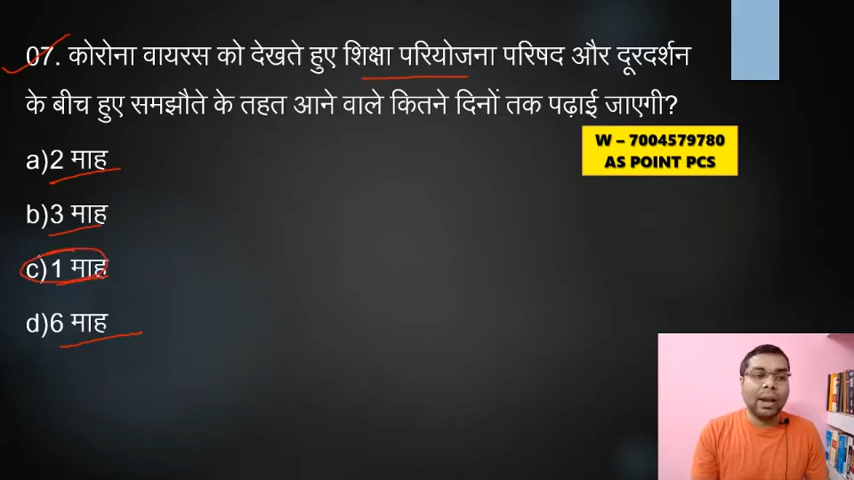 07. कोरोना वायरस को देखते हुए शिक्षा परियोजना परिषद और दूरदर्शन
के बीच हुए समझौते के तहत आने वाले कितने दिनों तक पढ़ाई जाएगी?
W – 7004579780
AS POINT PCS
a)2 माह
b)3 माह
c)1 माह
d)6 माह